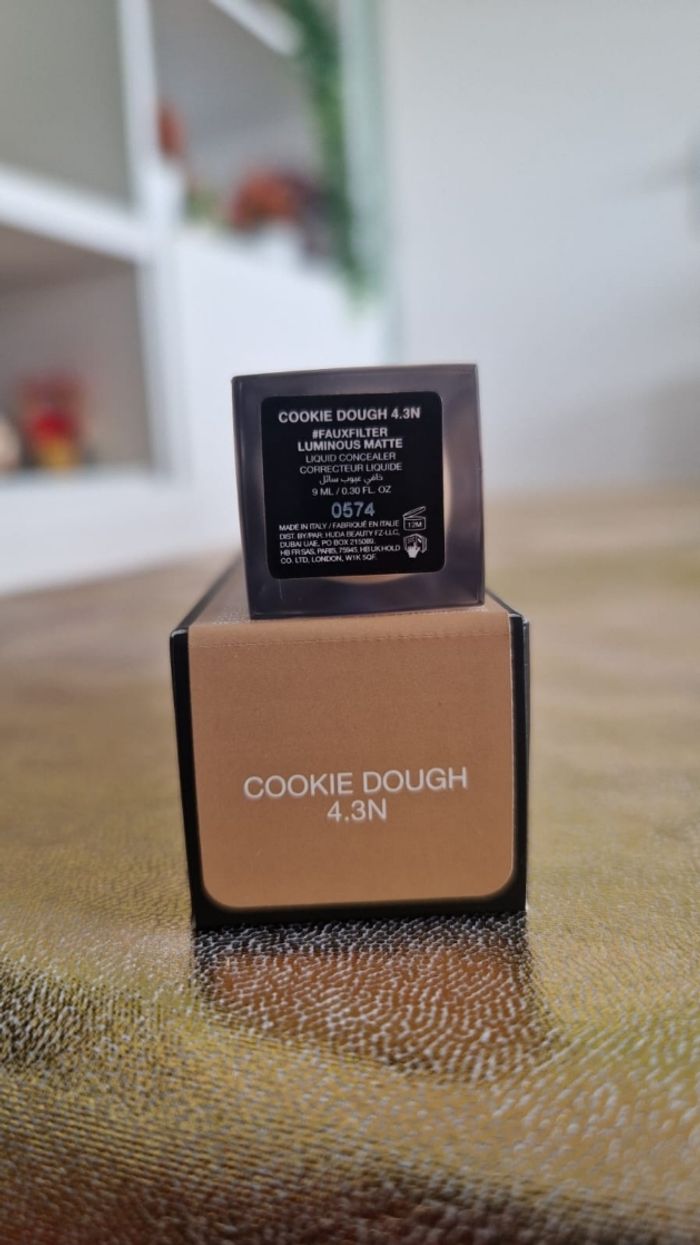 COOKIE DOUGH 4.3N
#FAUXFILTER
LUMINOUS MATTE
LIQUID CONCEALER
CORRECTEUR LIQUIDE
خافي عيوب سائل
9 ML / 0.30 FL. OZ
0574
MADE IN ITALY / FABRIQUÉ EN ITALIE
12M
DIST. BY/PAR: HUDA BEAUTY FZ-LLC,
DUBAI UAE, PO BOX 215089.
HB FR SAS, PARIS, 75945. HB UK HOLD
CO. LTD, LONDON, W1K 5QF.
COOKIE DOUGH
4.3N